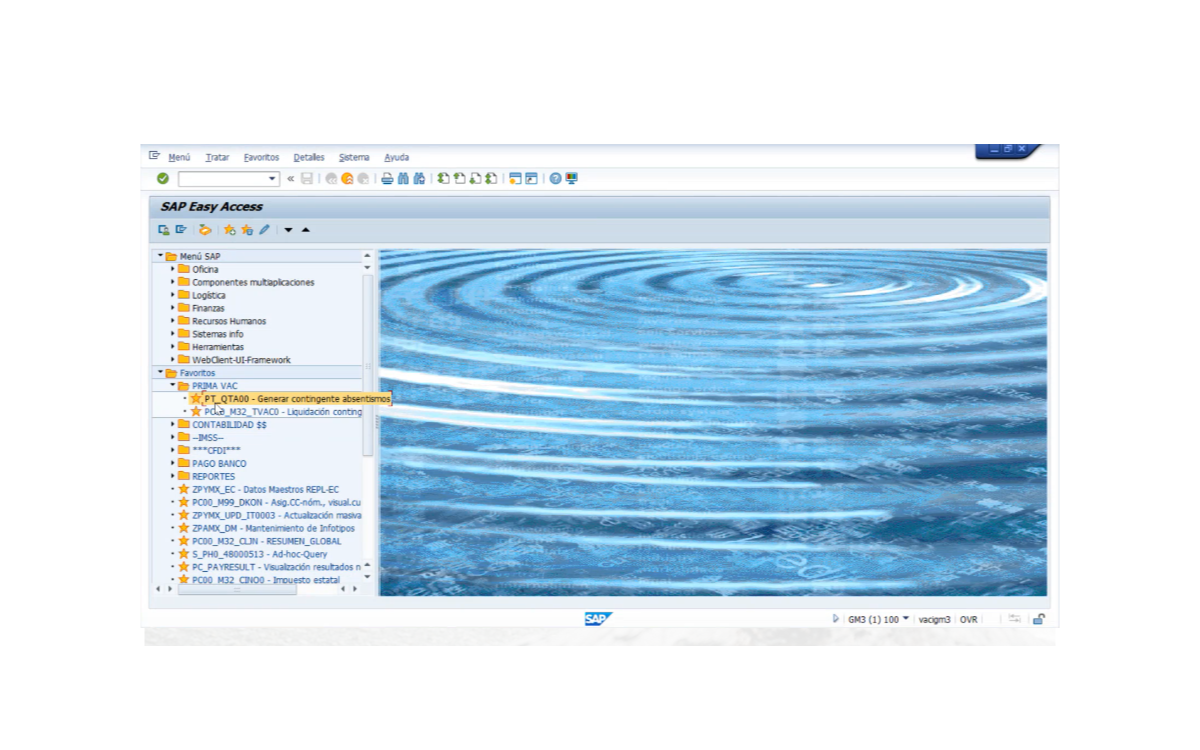 Menú Tratar Favoritos Detalles Sistema Ayuda
SAP Easy Access
Menú SAP
Oficina
Componentes multiaplicaciones
Logística
Finanzas
Recursos Humanos
Sistemas info
Herramientas
WebClient-UI-Framework
Favoritos
PRIMA VAC
PT_QTA00 - Generar contingente absentismos
PC00_M32_TVAC0 - Liquidación conting
CONTABILIDAD $$
--IMSS--
***CFDI***
PAGO BANCO
REPORTES
ZPYMX_EC - Datos Maestros REPL-EC
PC00_M99_DKON - Asig.CC-nóm., visual.cu
ZPYMX_UPD_IT0003 - Actualización masiva
ZPAMX_DM - Mantenimiento de Infotipos
PC00_M32_CLJN - RESUMEN_GLOBAL
S_PH0_48000513 - Ad-hoc-Query
PC_PAYRESULT - Visualización resultados n
PC00_M32_CINO0 - Impuesto estatal
SAP
GM3 (1) 100 vacigm3 OVR